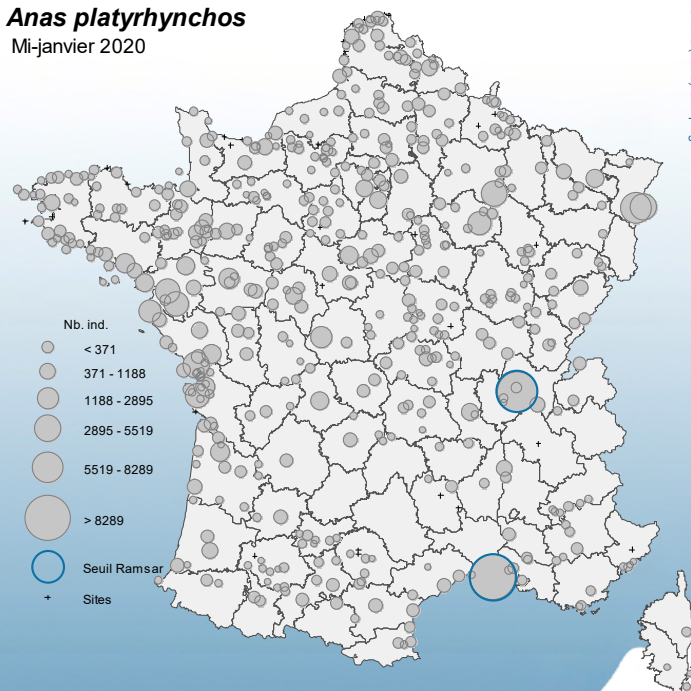 Anas platyrhynchos
Mi-janvier 2020
Nb. ind.
< 371
371 - 1188
1188 - 2895
2895 - 5519
5519 - 8289
> 8289
Seuil Ramsar
Sites